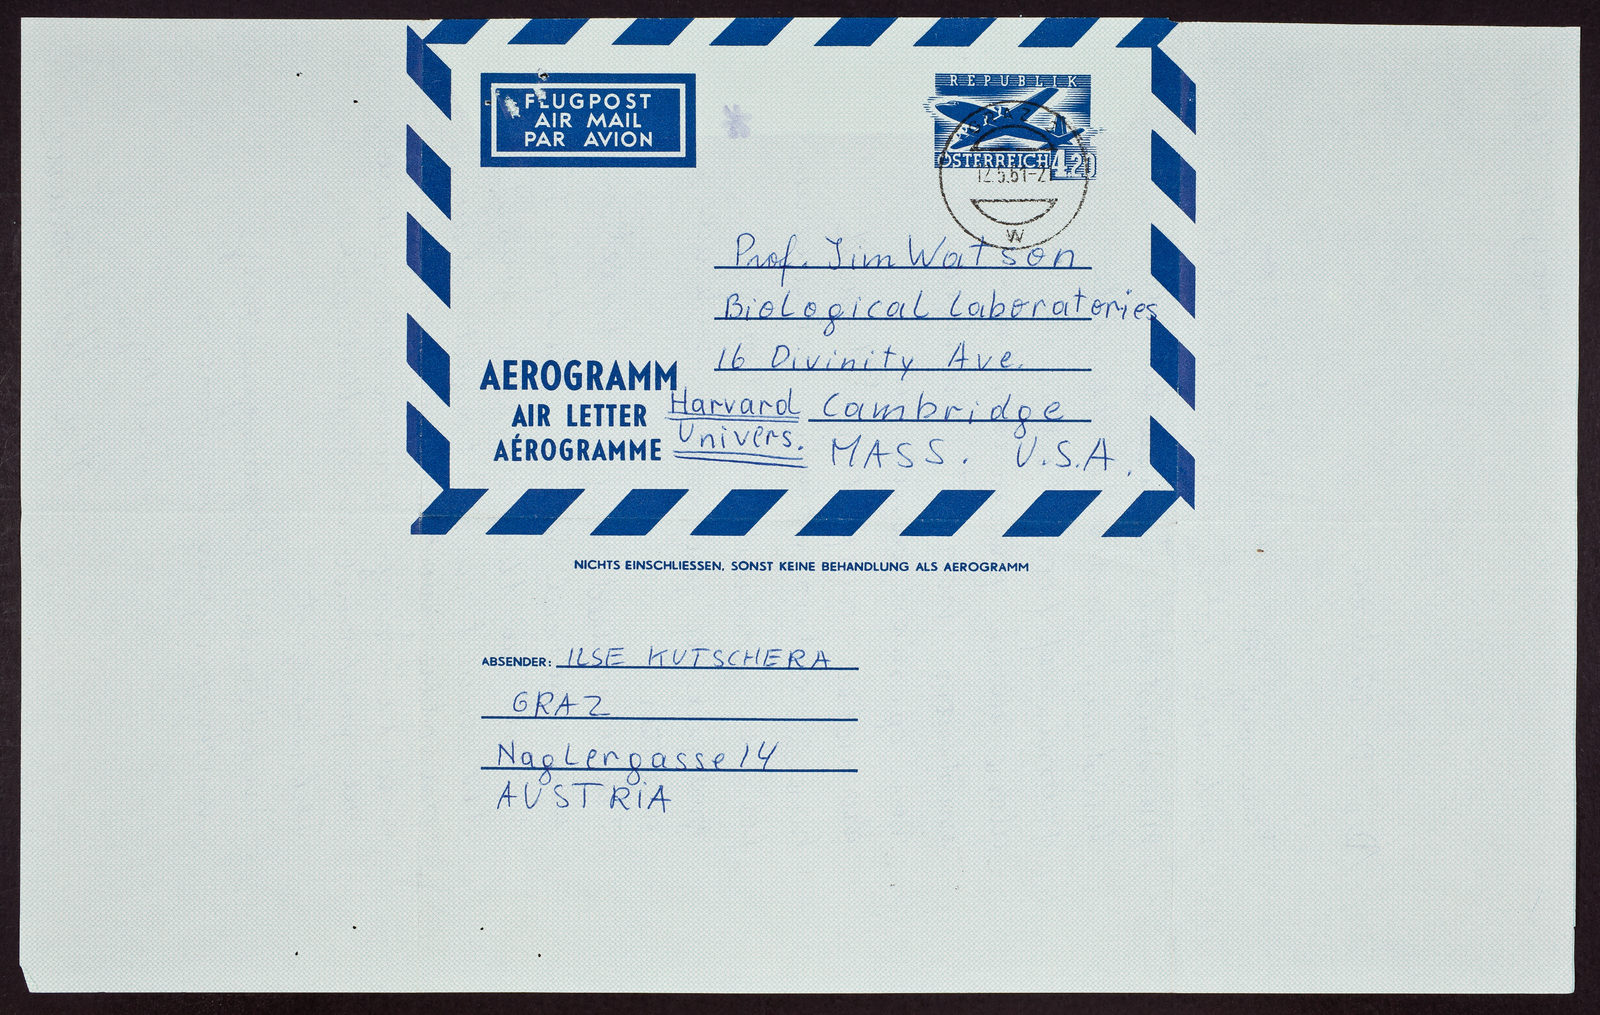 FLUGPOST
AIR MAIL
PAR AVION
REPUBLIK
ÖSTERREICH 4.20
12.5.61-2
W
Prof. Jim Watson
Biological Laboratories
16 Divinity Ave.
Harvard Cambridge
Univers. MASS. U.S.A.
AEROGRAMM
AIR LETTER
AÉROGRAMME
NICHTS EINSCHLIESSEN, SONST KEINE BEHANDLUNG ALS AEROGRAMM
ABSENDER: ILSE KUTSCHERA
GRAZ
Naglergasse 14
AUSTRIA